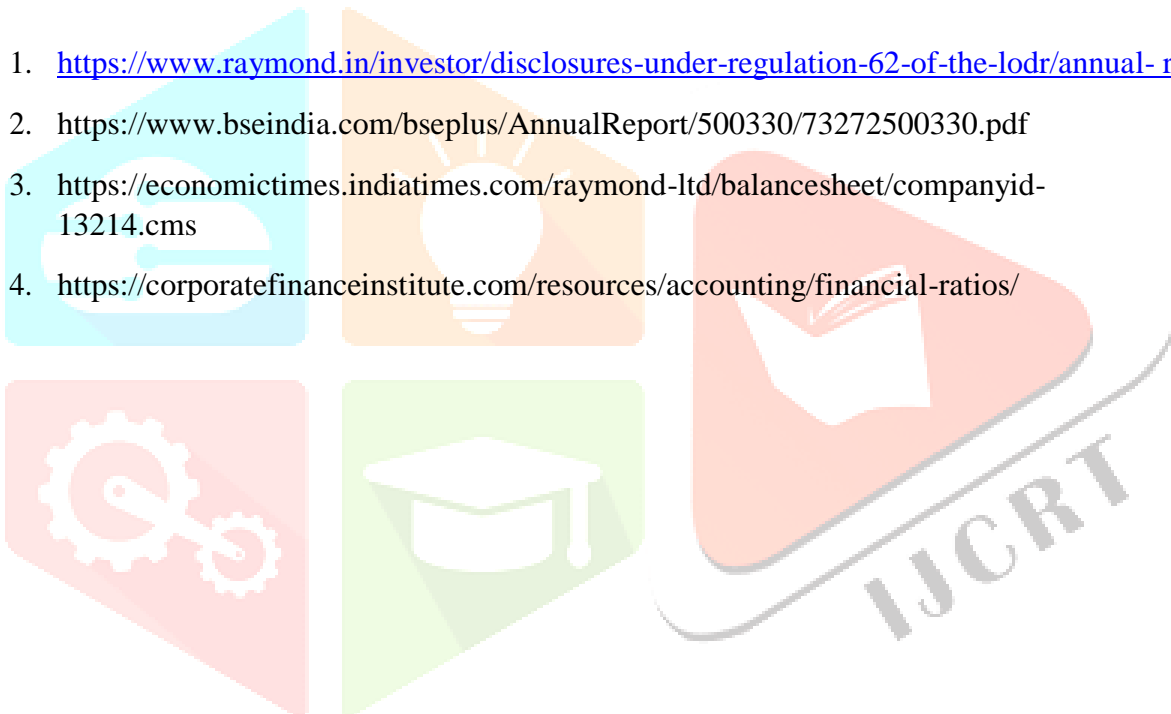 1. https://www.raymond.in/investor/disclosures-under-regulation-62-of-the-lodr/annual- r
2. https://www.bseindia.com/bseplus/AnnualReport/500330/73272500330.pdf
3. https://economictimes.indiatimes.com/raymond-ltd/balancesheet/companyid-
13214.cms
4. https://corporatefinanceinstitute.com/resources/accounting/financial-ratios/
IJCRT